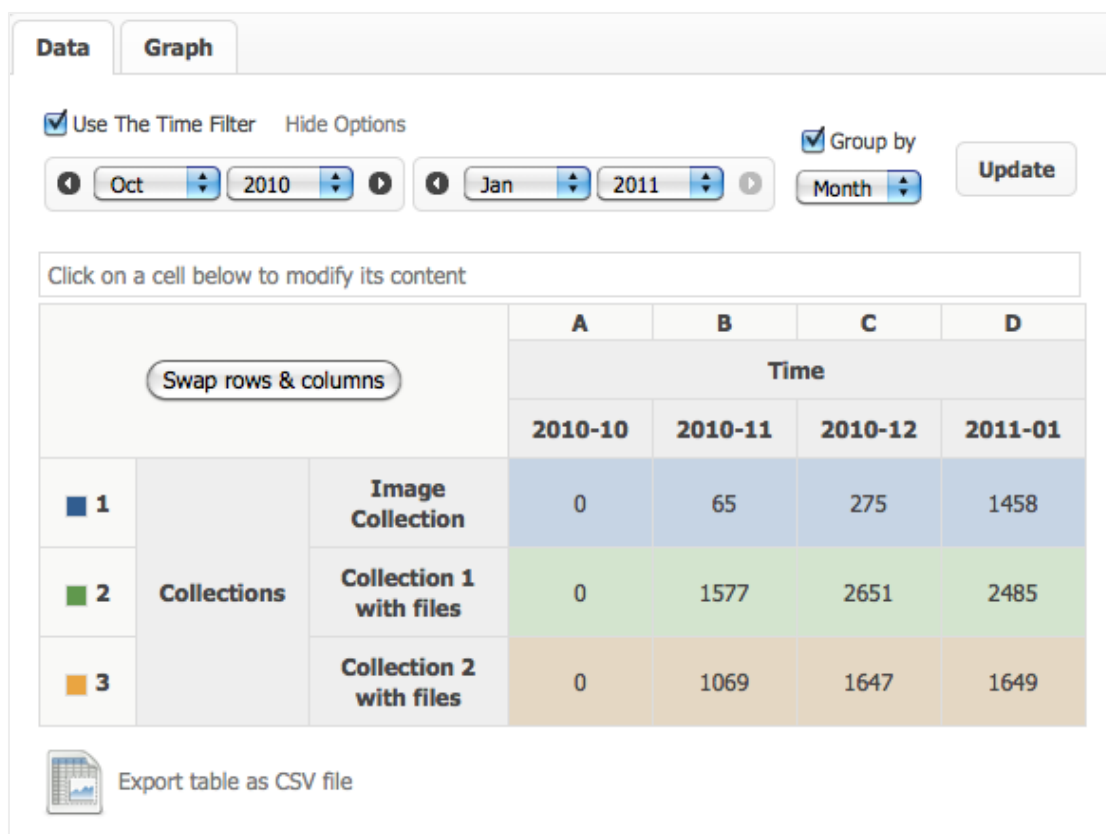 Data Graph
Use The Time Filter Hide Options
Group by
Oct 2010 Jan 2011 Month Update
Click on a cell below to modify its content
A B C D
Swap rows & columns Time
2010-10 2010-11 2010-12 2011-01
1 Collections Image Collection 0 65 275 1458
2 Collection 1 with files 0 1577 2651 2485
3 Collection 2 with files 0 1069 1647 1649
Export table as CSV file